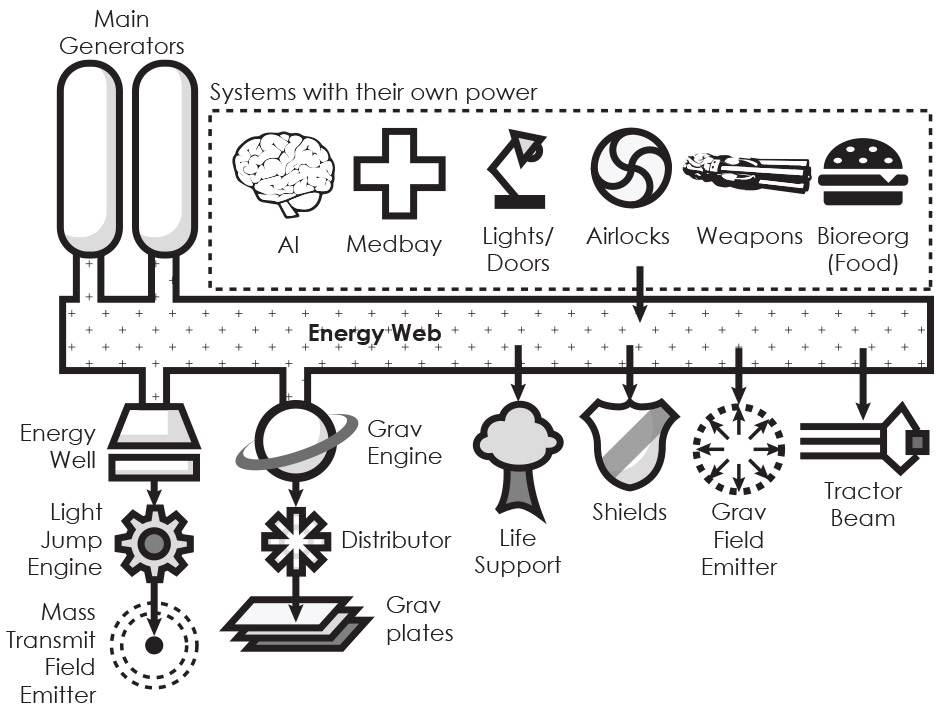 Main
Generators
Systems with their own power
AI
Medbay
Lights/
Doors
Airlocks
Weapons
Bioreorg
(Food)
Energy Web
Energy
Well
Grav
Engine
Life
Support
Shields
Grav
Field
Emitter
Tractor
Beam
Light
Jump
Engine
Distributor
Mass
Transmit
Field
Emitter
Grav
plates